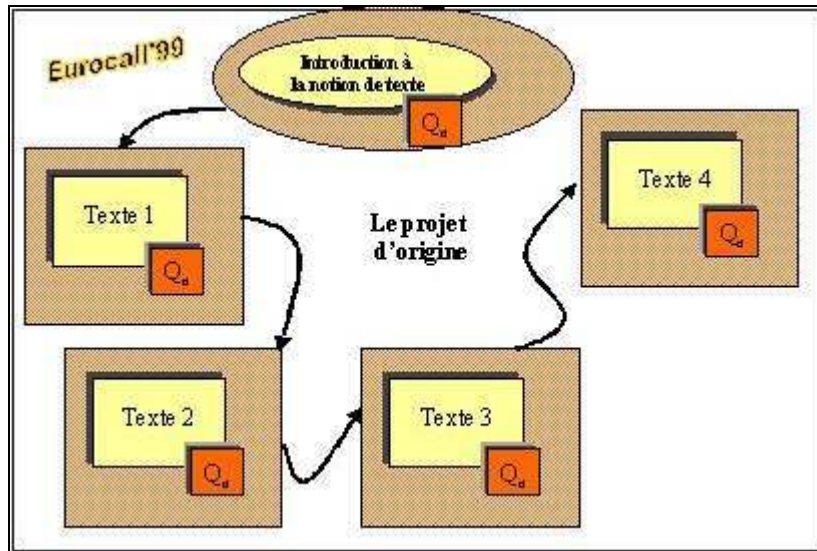 Eurocall'99
Introduction à
la notion de texte
Qd
Texte 1
Qd
Le projet
d'origine
Texte 4
Qd
Texte 2
Qd
Texte 3
Qd